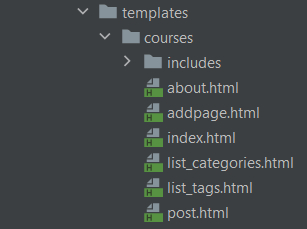 templates
courses
includes
about.html
addpage.html
index.html
list_categories.html
list_tags.html
post.html